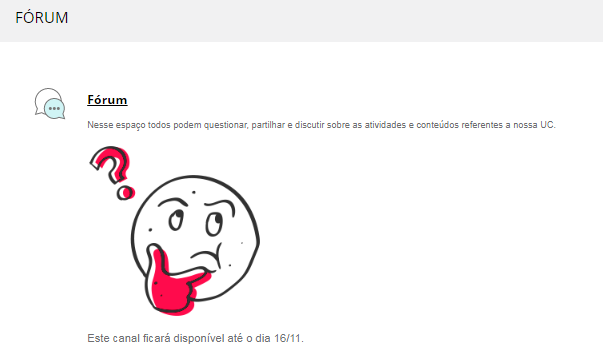 FÓRUM
Fórum
Nesse espaço todos podem questionar, partilhar e discutir sobre as atividades e conteúdos referentes a nossa UC.
?
Este canal ficará disponível até o dia 16/11.